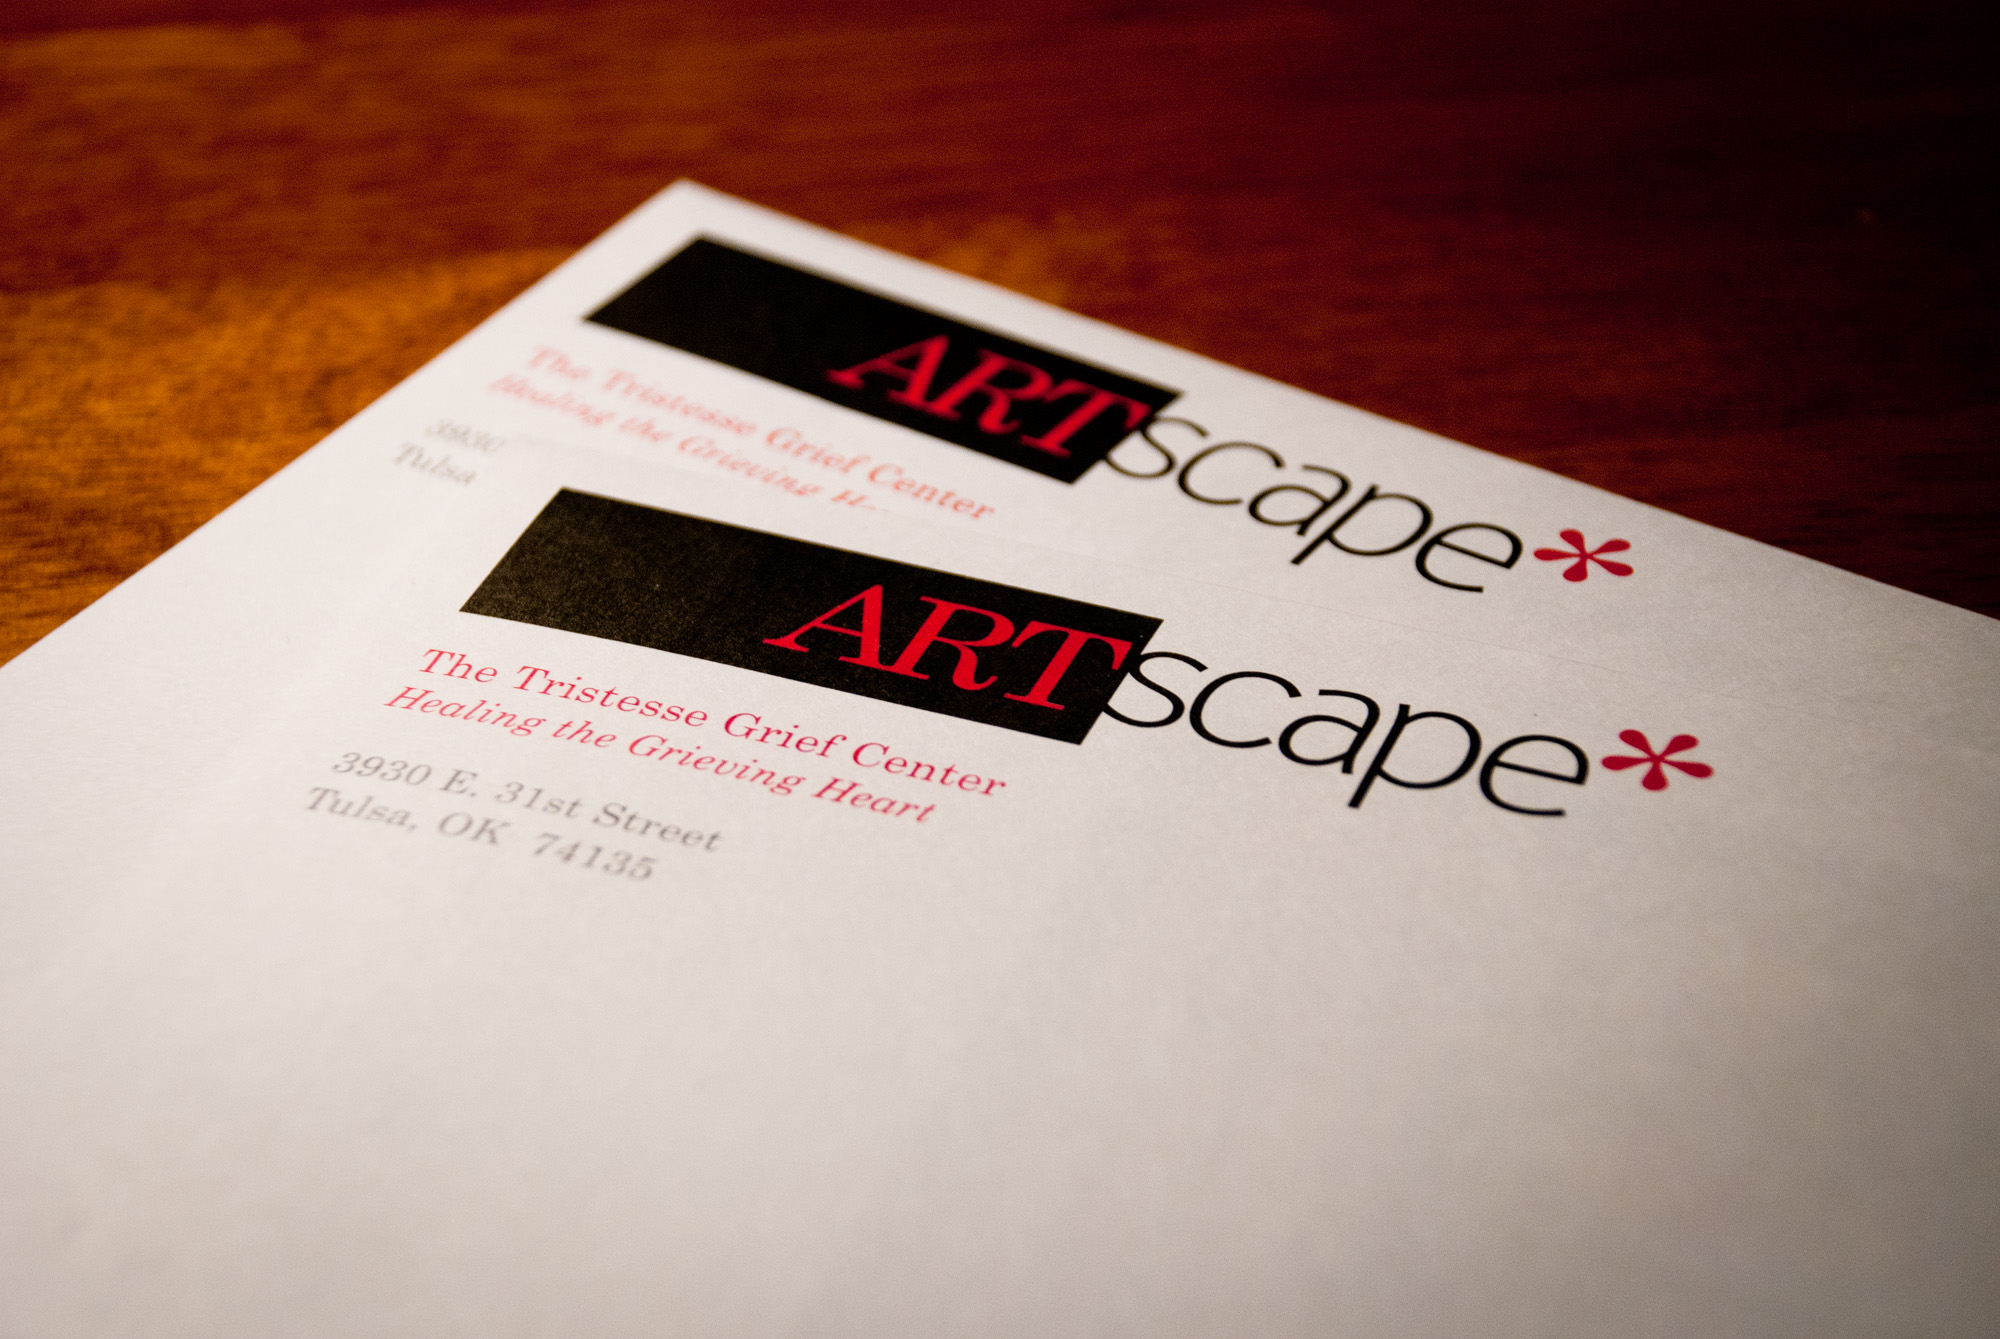 ARTscape*
The Tristesse Grief Center
Healing the Grieving
3930
Tulsa
ARTscape*
The Tristesse Grief Center
Healing the Grieving Heart
3930 E. 31st Street
Tulsa, OK 74135